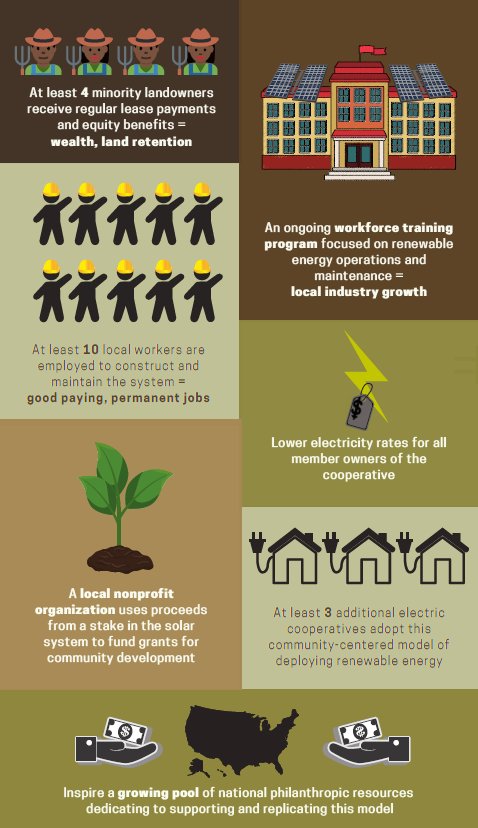 At least 4 minority landowners
receive regular lease payments
and equity benefits =
wealth, land retention
An ongoing workforce training
program focused on renewable
energy operations and
maintenance =
local industry growth
At least 10 local workers are
employed to construct and
maintain the system =
good paying, permanent jobs
$
Lower electricity rates for all
member owners of the
cooperative
A local nonprofit
organization uses proceeds
from a stake in the solar
system to fund grants for
community development
At least 3 additional electric
cooperatives adopt this
community-centered model of
deploying renewable energy
$ $
Inspire a growing pool of national philanthropic resources
dedicating to supporting and replicating this model